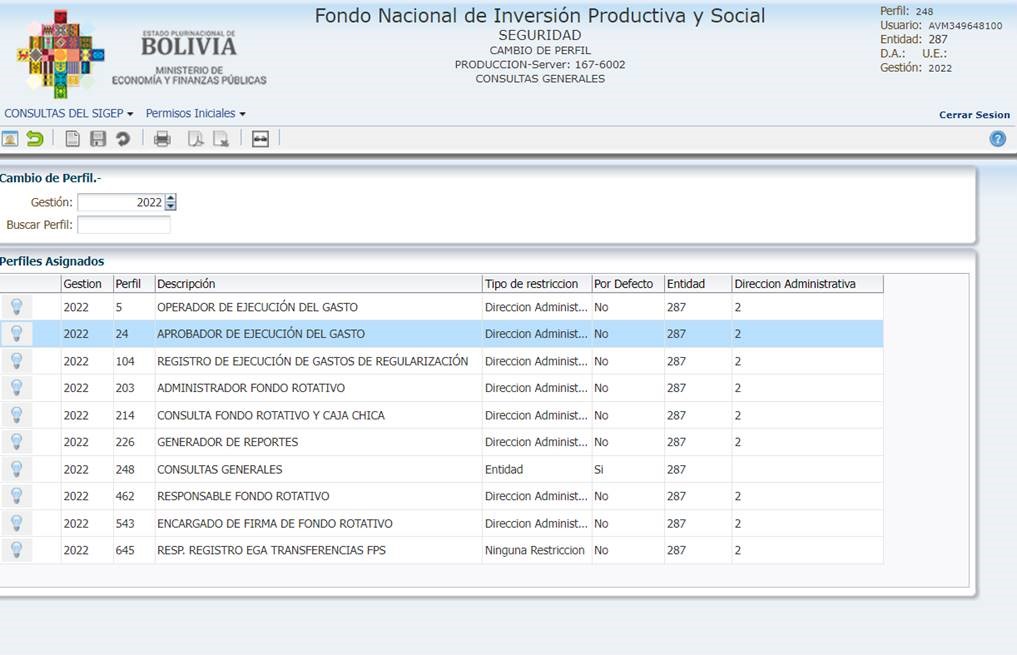 ESTADO PLURINACIONAL DE
BOLIVIA
MINISTERIO DE
ECONOMÍA Y FINANZAS PÚBLICAS
Fondo Nacional de Inversión Productiva y Social
SEGURIDAD
CAMBIO DE PERFIL
PRODUCCION-Server: 167-6002
CONSULTAS GENERALES
Perfil: 248
Usuario: AVM349648100
Entidad: 287
D.A.: U.E.:
Gestión: 2022
CONSULTAS DEL SIGEP Permisos Iniciales Cerrar Sesion
?
Cambio de Perfil.-
Gestión: 2022
Buscar Perfil:
Perfiles Asignados
Gestion Perfil Descripción Tipo de restriccion Por Defecto Entidad Direccion Administrativa
2022 5 OPERADOR DE EJECUCIÓN DEL GASTO Direccion Administ... No 287 2
2022 24 APROBADOR DE EJECUCIÓN DEL GASTO Direccion Administ... No 287 2
2022 104 REGISTRO DE EJECUCIÓN DE GASTOS DE REGULARIZACIÓN Direccion Administ... No 287 2
2022 203 ADMINISTRADOR FONDO ROTATIVO Direccion Administ... No 287 2
2022 214 CONSULTA FONDO ROTATIVO Y CAJA CHICA Direccion Administ... No 287 2
2022 226 GENERADOR DE REPORTES Direccion Administ... No 287 2
2022 248 CONSULTAS GENERALES Entidad Si 287
2022 462 RESPONSABLE FONDO ROTATIVO Direccion Administ... No 287 2
2022 543 ENCARGADO DE FIRMA DE FONDO ROTATIVO Direccion Administ... No 287 2
2022 645 RESP. REGISTRO EGA TRANSFERENCIAS FPS Ninguna Restriccion No 287 2